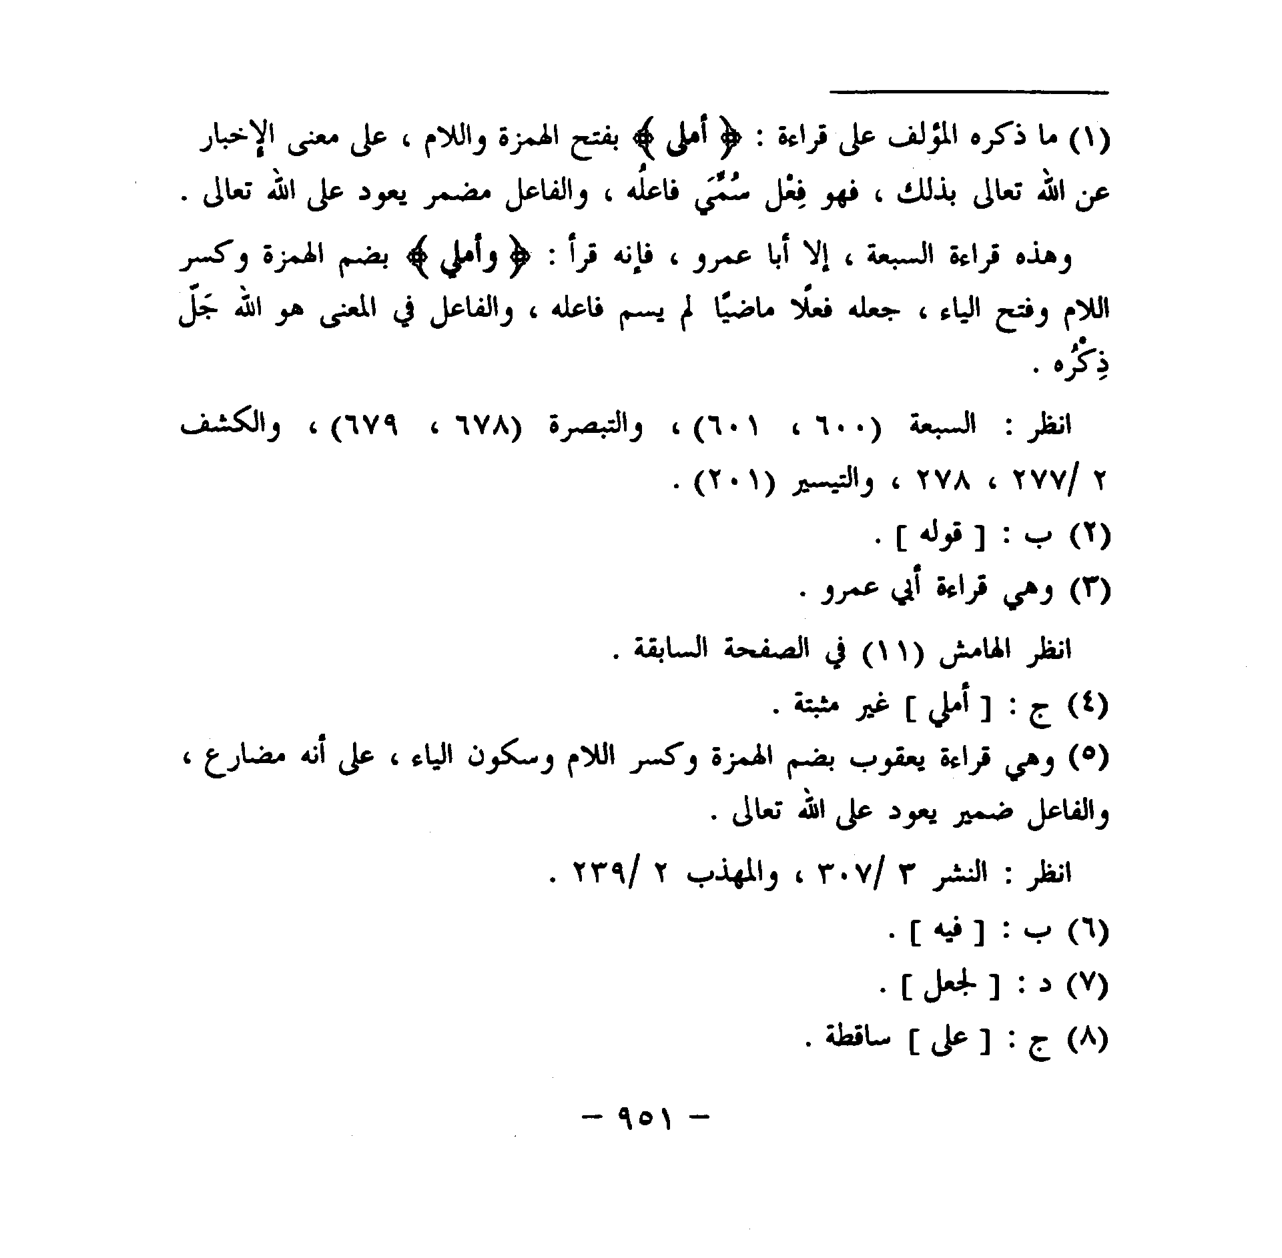 (١) ما ذكره المؤلف على قراءة : ﴿ أملى ﴾ بفتح الهمزة واللام ، على معنى الإخبار
عن الله تعالى بذلك ، فهو فِعْل سُمِّيَ فاعلُه ، والفاعل مضمر يعود على الله تعالى .
وهذه قراءة السبعة ، إلا أبا عمرو ، فإنه قرأ : ﴿ وأملي ﴾ بضم الهمزة وكسر
اللام وفتح الياء ، جعله فعلًا ماضيًا لم يسم فاعله ، والفاعل في المعنى هو الله جَلّ
ذِكْرُه .
انظر : السبعة (٦٠٠ ، ٦٠١) ، والتبصرة (٦٧٨ ، ٦٧٩) ، والكشف
٢ /٢٧٧ ، ٢٧٨ ، والتيسير (٢٠١) .
(٢) ب : [ قوله ] .
(٣) وهي قراءة أبي عمرو .
انظر الهامش (١١) في الصفحة السابقة .
(٤) ج : [ أملي ] غير مثبتة .
(٥) وهي قراءة يعقوب بضم الهمزة وكسر اللام وسكون الياء ، على أنه مضارع ،
والفاعل ضمير يعود على الله تعالى .
انظر : النشر ٣ /٣٠٧ ، والمهذب ٢ /٢٣٩ .
(٦) ب : [ فيه ] .
(٧) د : [ لجعل ] .
(٨) ج : [ على ] ساقطة .
– ٩٥١ –